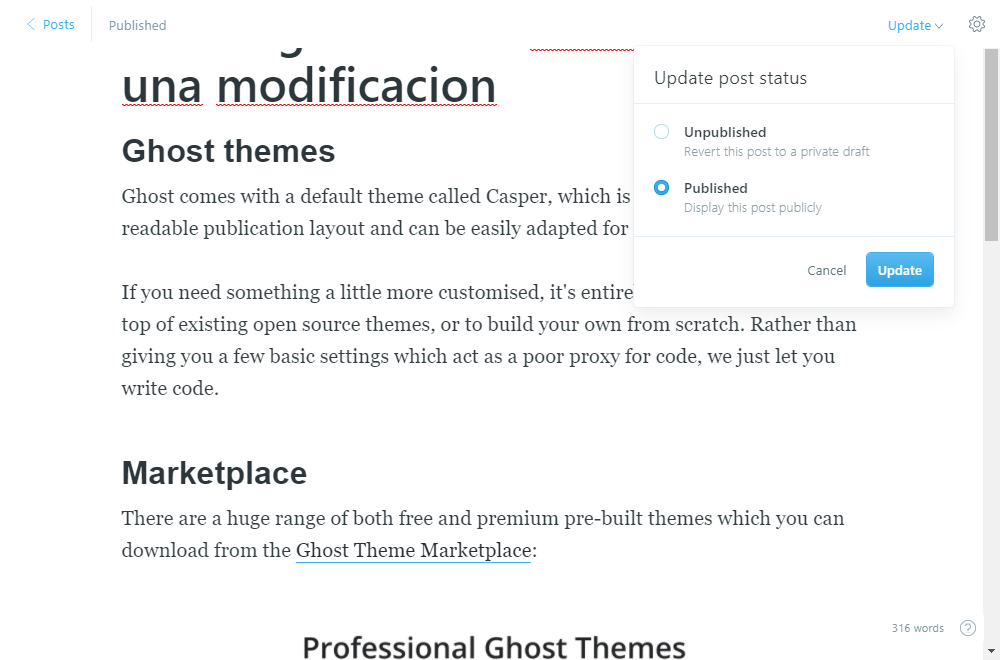 Posts
Published
Update
una modificacion
Update post status
Unpublished
Revert this post to a private draft
Published
Display this post publicly
Cancel
Update
Ghost themes
Ghost comes with a default theme called Casper, which is
readable publication layout and can be easily adapted for
If you need something a little more customised, it's
top of existing open source themes, or to build your own from scratch. Rather than
giving you a few basic settings which act as a poor proxy for code, we just let you
write code.
Marketplace
There are a huge range of both free and premium pre-built themes which you can
download from the Ghost Theme Marketplace:
Professional Ghost Themes
316 words
?